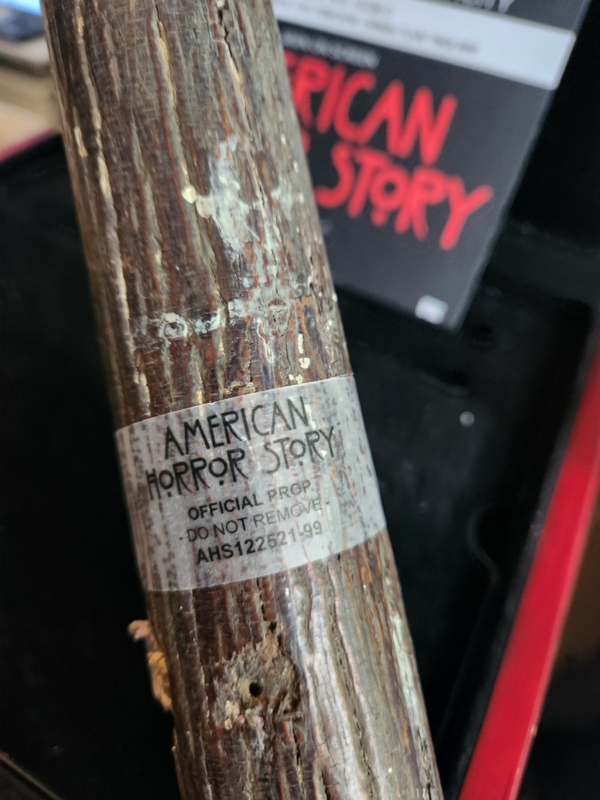 RICAN
STORY
AMERICAN
HORROR STORY
OFFICIAL PROP
-DO NOT REMOVE-
AHS122521-99